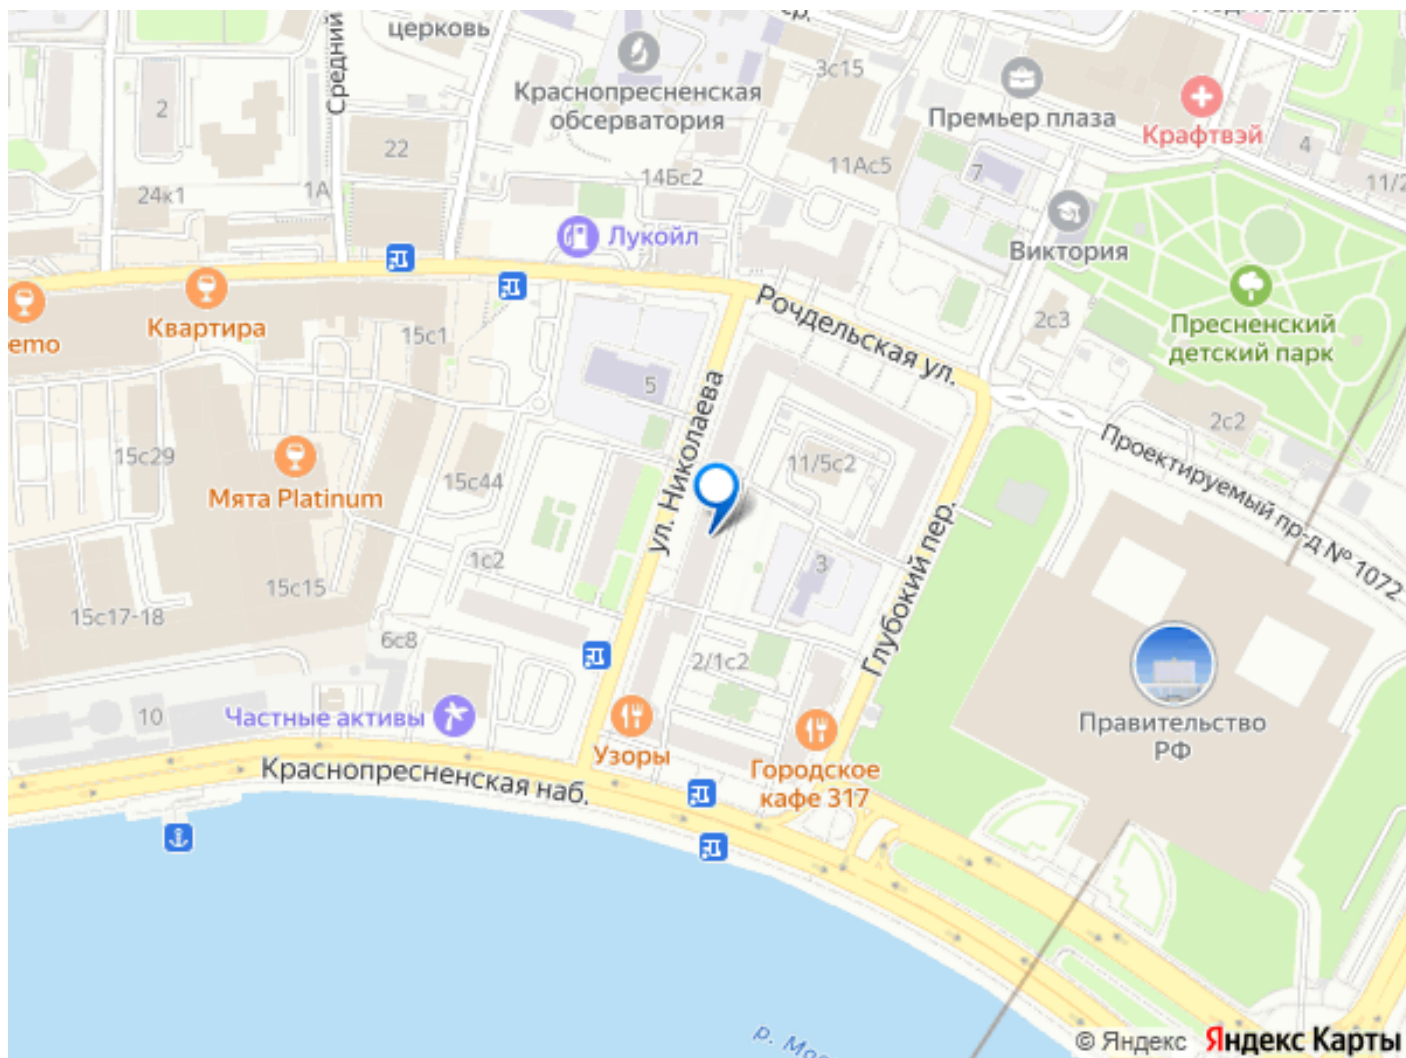 церковь
Средний
Краснопресненская
обсерватория
3с15
Премьер плаза
Крафтвэй
2
22
4
11Ас5
7
14Бс2
24к1
1А
11/2
Лукойл
Виктория
Квартира
emo
15с1
Рочдельская ул.
2с3
Пресненский
детский парк
5
ул. Николаева
2с2
15с29
Мята Platinum
15с44
11/5с2
Проектируемый пр-д № 1072
1с2
3
Глубокий пер.
15с15
15с17-18
6с8
2/1с2
10
Частные активы
Узоры
Городское
кафе 317
Правительство
РФ
Краснопресненская наб.
р. Мос
© Яндекс Яндекс Карты